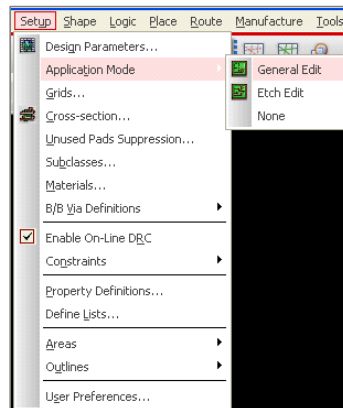 Setup Shape Logic Place Route Manufacture Tools
Design Parameters...
Application Mode
General Edit
Grids...
Etch Edit
Cross-section...
None
Unused Pads Suppression...
Subclasses...
Materials...
B/B Via Definitions
Enable On-Line DRC
Constraints
Property Definitions...
Define Lists...
Areas
Outlines
User Preferences...